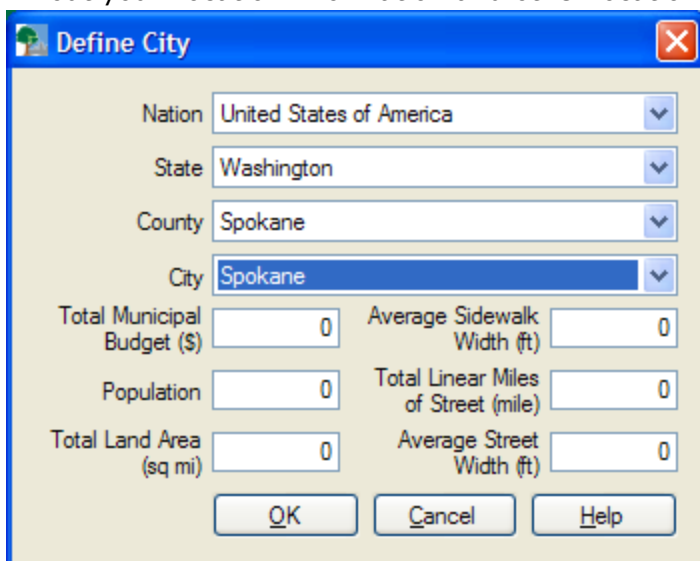 Define City
Nation United States of America
State Washington
County Spokane
City Spokane
Total Municipal Budget ($) 0
Average Sidewalk Width (ft) 0
Population 0
Total Linear Miles of Street (mile) 0
Total Land Area (sq mi) 0
Average Street Width (ft) 0
OK Cancel Help